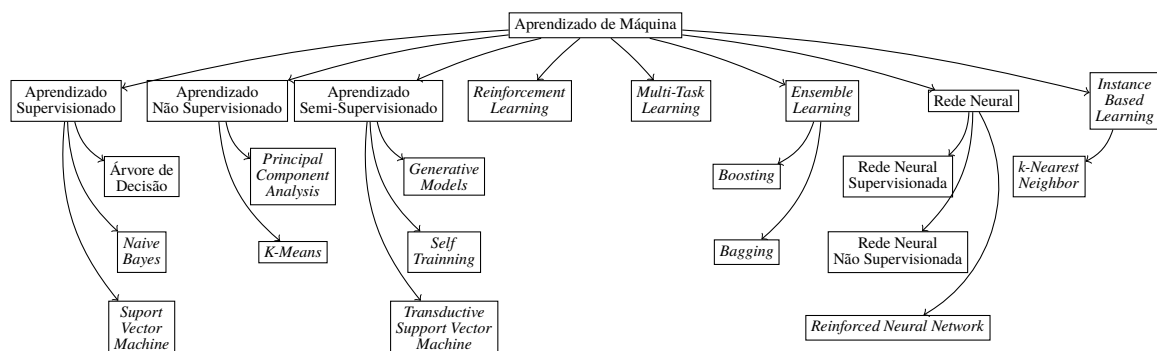 Aprendizado de Máquina
Aprendizado
Supervisionado
Aprendizado
Não Supervisionado
Aprendizado
Semi-Supervisionado
Reinforcement
Learning
Multi-Task
Learning
Ensemble
Learning
Rede Neural
Instance
Based
Learning
Árvore de
Decisão
Principal
Component
Analysis
Generative
Models
Boosting
Rede Neural
Supervisionada
k-Nearest
Neighbor
Naive
Bayes
K-Means
Self
Trainning
Bagging
Rede Neural
Não Supervisionada
Suport
Vector
Machine
Transductive
Support Vector
Machine
Reinforced Neural Network